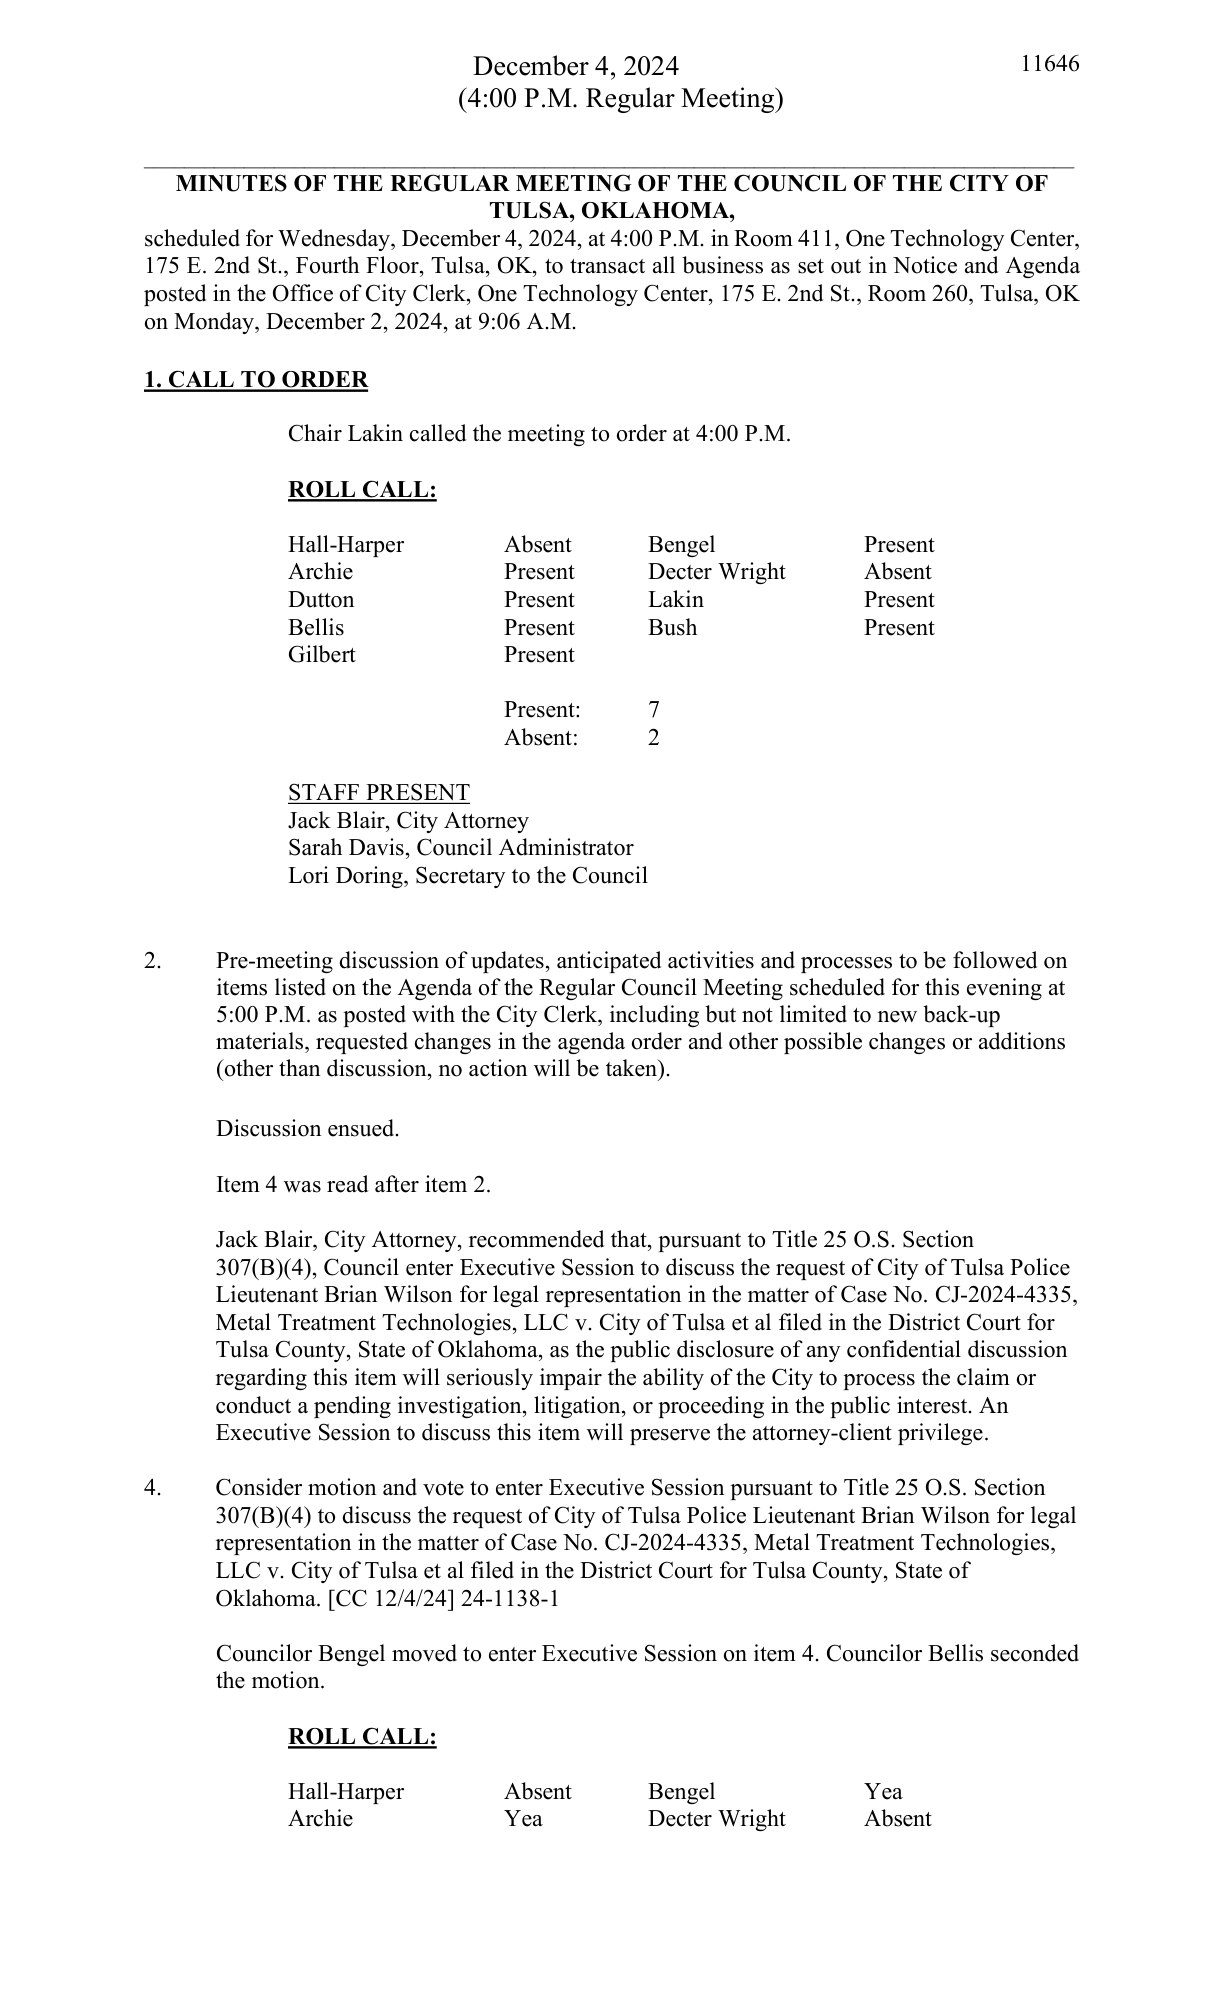 December 4, 2024
11646
(4:00 P.M. Regular Meeting)
MINUTES OF THE REGULAR MEETING OF THE COUNCIL OF THE CITY OF
TULSA, OKLAHOMA,
scheduled for Wednesday, December 4, 2024, at 4:00 P.M. in Room 411, One Technology Center,
175 E. 2nd St., Fourth Floor, Tulsa, OK, to transact all business as set out in Notice and Agenda
posted in the Office of City Clerk, One Technology Center, 175 E. 2nd St., Room 260, Tulsa, OK
on Monday, December 2, 2024, at 9:06 A.M.
1. CALL TO ORDER
Chair Lakin called the meeting to order at 4:00 P.M.
ROLL CALL:
Hall-Harper Absent Bengel Present
Archie Present Decter Wright Absent
Dutton Present Lakin Present
Bellis Present Bush Present
Gilbert Present
Present: 7
Absent: 2
STAFF PRESENT
Jack Blair, City Attorney
Sarah Davis, Council Administrator
Lori Doring, Secretary to the Council
2. Pre-meeting discussion of updates, anticipated activities and processes to be followed on
items listed on the Agenda of the Regular Council Meeting scheduled for this evening at
5:00 P.M. as posted with the City Clerk, including but not limited to new back-up
materials, requested changes in the agenda order and other possible changes or additions
(other than discussion, no action will be taken).
Discussion ensued.
Item 4 was read after item 2.
Jack Blair, City Attorney, recommended that, pursuant to Title 25 O.S. Section
307(B)(4), Council enter Executive Session to discuss the request of City of Tulsa Police
Lieutenant Brian Wilson for legal representation in the matter of Case No. CJ-2024-4335,
Metal Treatment Technologies, LLC v. City of Tulsa et al filed in the District Court for
Tulsa County, State of Oklahoma, as the public disclosure of any confidential discussion
regarding this item will seriously impair the ability of the City to process the claim or
conduct a pending investigation, litigation, or proceeding in the public interest. An
Executive Session to discuss this item will preserve the attorney-client privilege.
4. Consider motion and vote to enter Executive Session pursuant to Title 25 O.S. Section
307(B)(4) to discuss the request of City of Tulsa Police Lieutenant Brian Wilson for legal
representation in the matter of Case No. CJ-2024-4335, Metal Treatment Technologies,
LLC v. City of Tulsa et al filed in the District Court for Tulsa County, State of
Oklahoma. [CC 12/4/24] 24-1138-1
Councilor Bengel moved to enter Executive Session on item 4. Councilor Bellis seconded
the motion.
ROLL CALL:
Hall-Harper Absent Bengel Yea
Archie Yea Decter Wright Absent